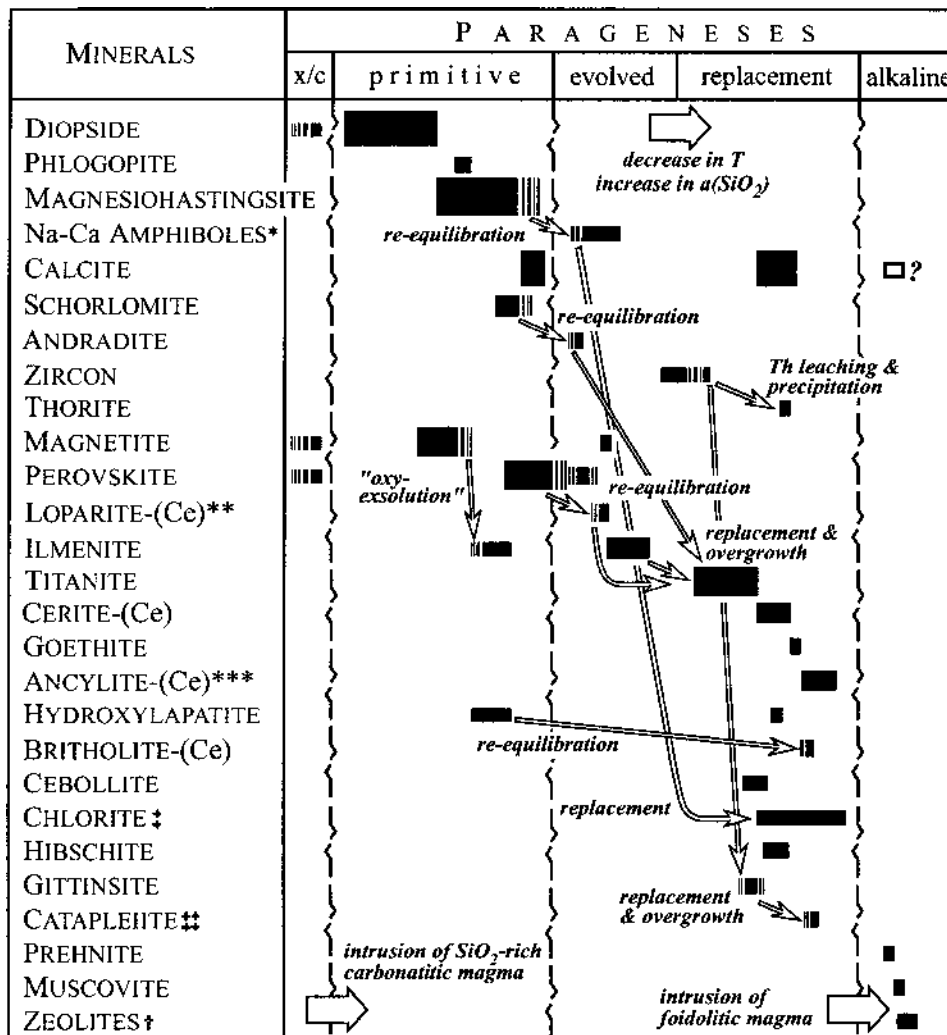 MINERALS
PARAGENESES
x/c primitive evolved replacement alkaline
DIOPSIDE
decrease in T
increase in a(SiO₂)
PHLOGOPITE
MAGNESIOHASTINGSITE
Na-Ca AMPHIBOLES*
re-equilibration
CALCITE
?
SCHORLOMITE
re-equilibration
ANDRADITE
ZIRCON
Th leaching &
precipitation
THORITE
MAGNETITE
PEROVSKITE
"oxy-
exsolution"
re-equilibration
LOPARITE-(Ce)**
replacement &
overgrowth
ILMENITE
TITANITE
CERITE-(Ce)
GOETHITE
ANCYLITE-(Ce)***
HYDROXYLAPATITE
BRITHOLITE-(Ce)
re-equilibration
CEBOLLITE
CHLORITE‡
replacement
HIBSCHITE
GITTINSITE
replacement
& overgrowth
CATAPLEIITE‡‡
PREHNITE
intrusion of SiO₂-rich
carbonatitic magma
MUSCOVITE
intrusion of
foidolitic magma
ZEOLITES†